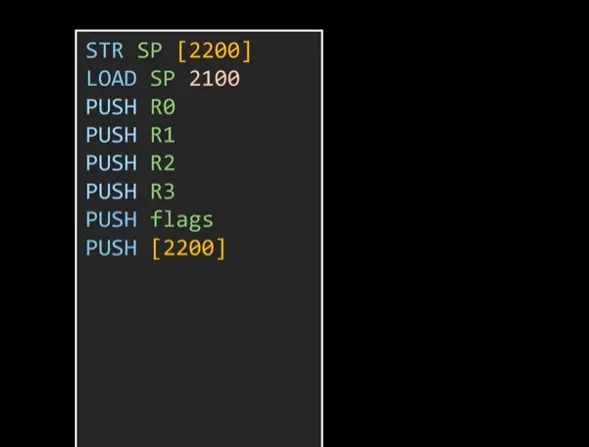 STR SP [2200]
LOAD SP 2100
PUSH R0
PUSH R1
PUSH R2
PUSH R3
PUSH flags
PUSH [2200]